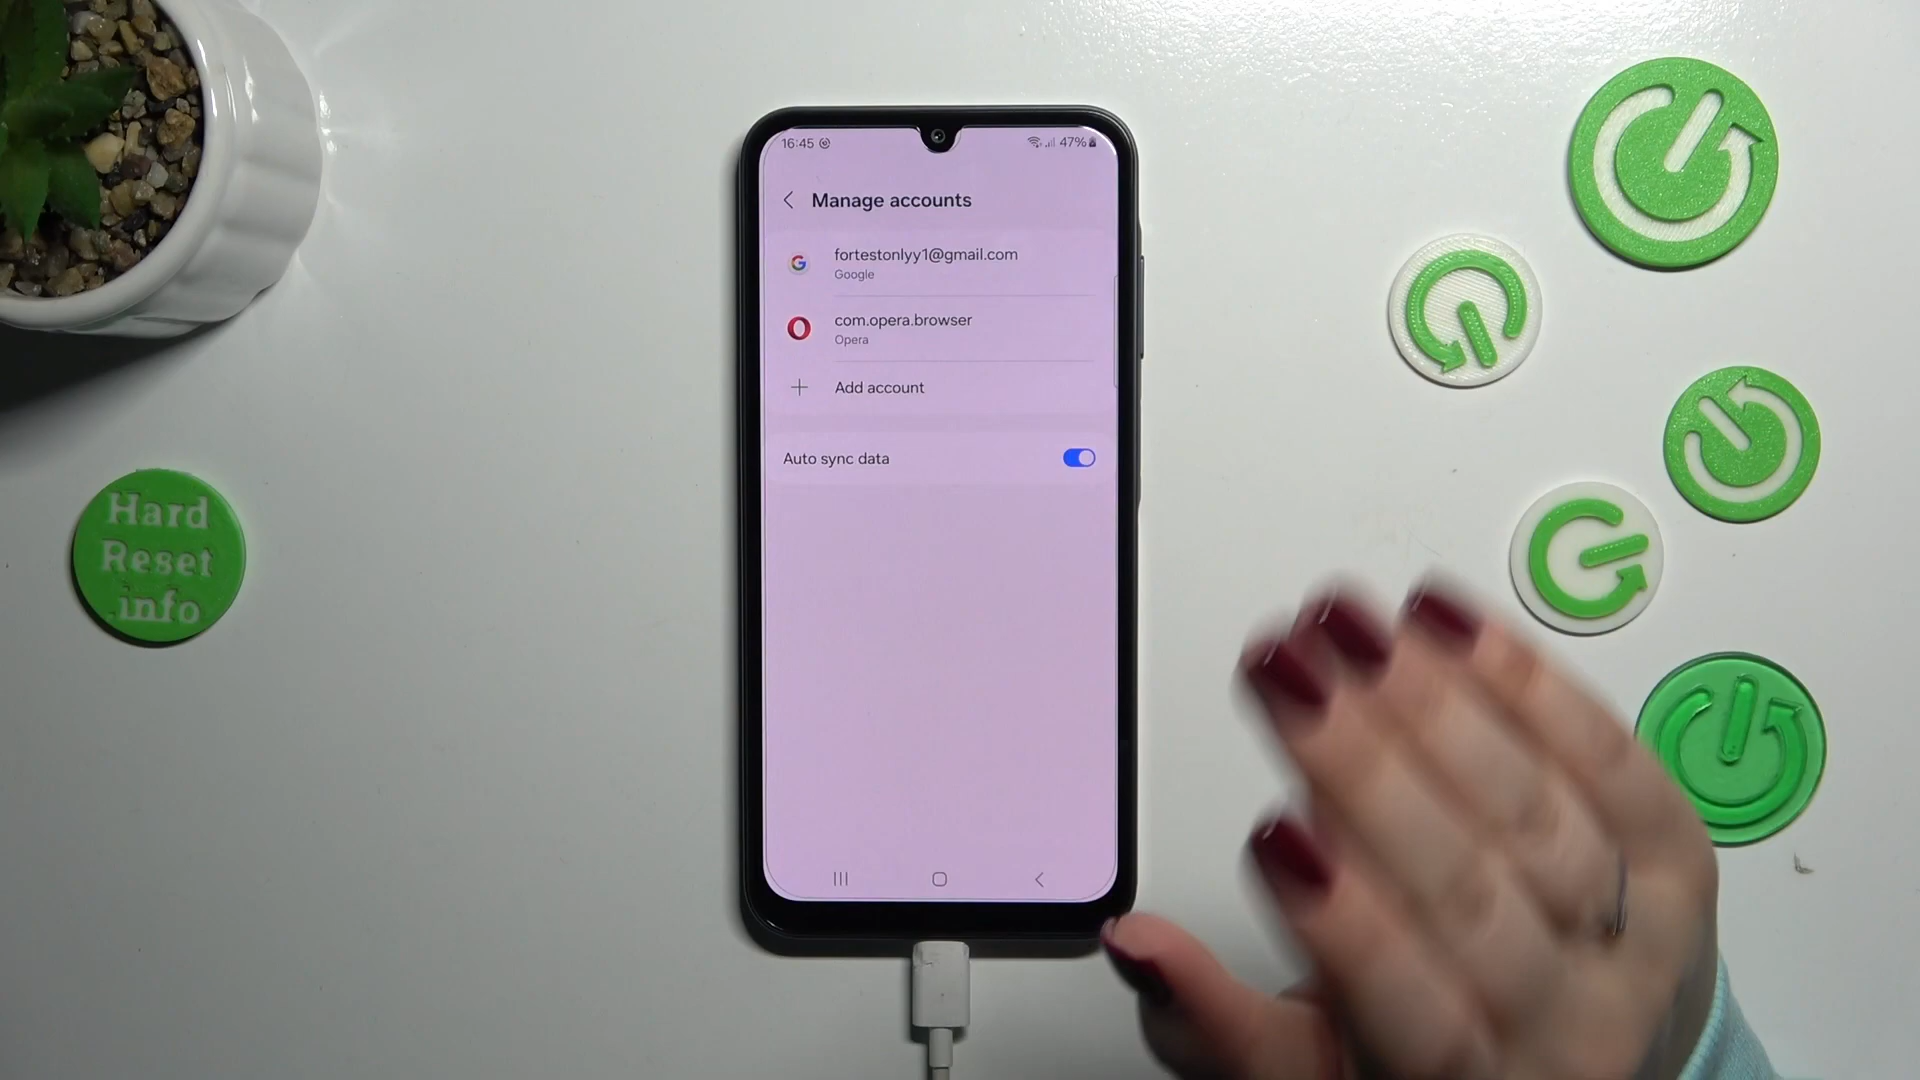 16:45
47%
Manage accounts
fortestonlyy1@gmail.com
Google
com.opera.browser
Opera
Add account
Auto sync data
Hard
Reset
.info